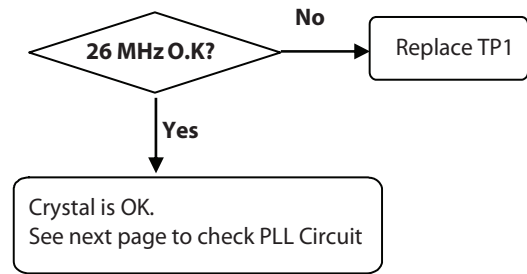 No
26 MHz O.K?
Replace TP1
Yes
Crystal is OK.
See next page to check PLL Circuit